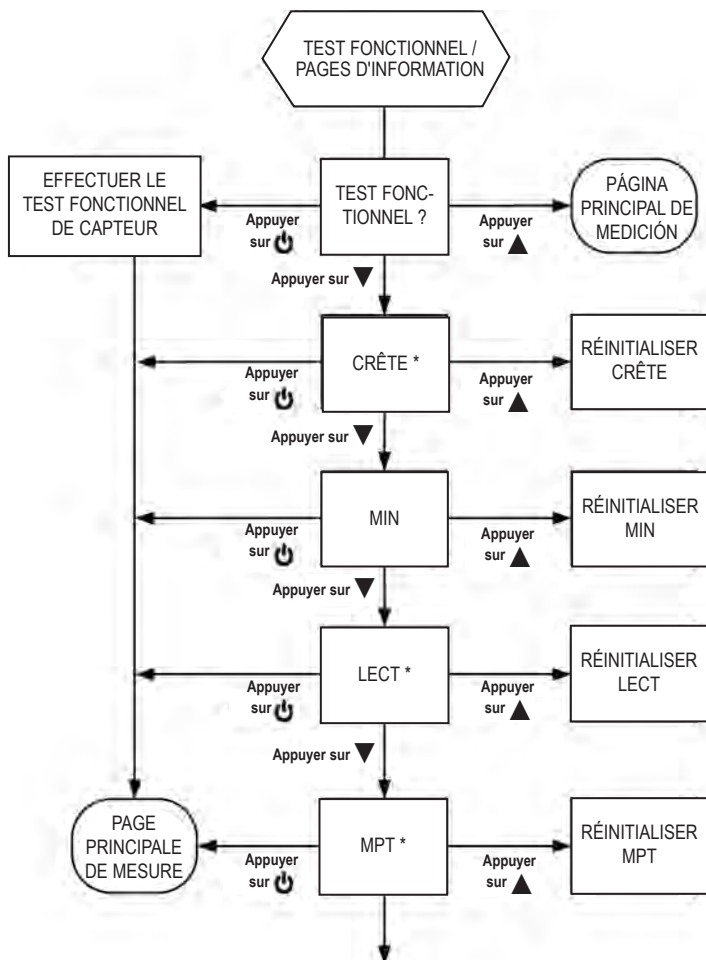 TEST FONCTIONNEL /
PAGES D'INFORMATION
EFFECTUER LE
TEST FONCTIONNEL
DE CAPTEUR
Appuyer
sur
TEST FONC-
TIONNEL ?
Appuyer
sur ▲
PÁGINA
PRINCIPAL DE
MEDICIÓN
Appuyer sur ▼
Appuyer
sur
CRÊTE *
Appuyer
sur ▲
RÉINITIALISER
CRÊTE
Appuyer sur ▼
Appuyer
sur
MIN
Appuyer
sur ▲
RÉINITIALISER
MIN
Appuyer sur ▼
Appuyer
sur
LECT *
Appuyer
sur ▲
RÉINITIALISER
LECT
Appuyer sur ▼
PAGE
PRINCIPALE
DE MESURE
Appuyer
sur
MPT *
Appuyer
sur ▲
RÉINITIALISER
MPT